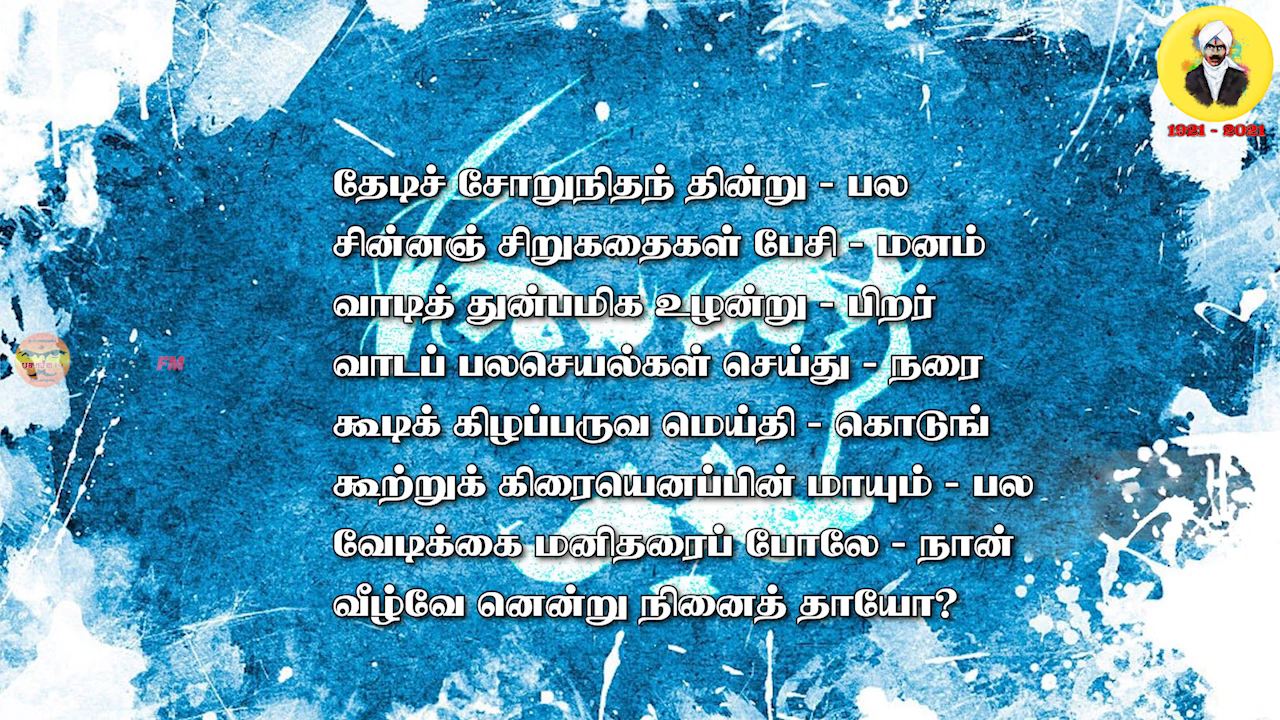 1921 - 2021
தேடிச் சோறுநிதந் தின்று - பல
சின்னஞ் சிறுகதைகள் பேசி - மனம்
வாடித் துன்பமிக உழன்று - பிறர்
வாடப் பலசெயல்கள் செய்து - நரை
கூடிக் கிழப்பருவ மெய்தி - கொடுங்
கூற்றுக் கிரையெனப்பின் மாயும் - பல
வேடிக்கை மனிதரைப் போலே - நான்
வீழ்வே னென்று நினைத் தாயோ?
FM